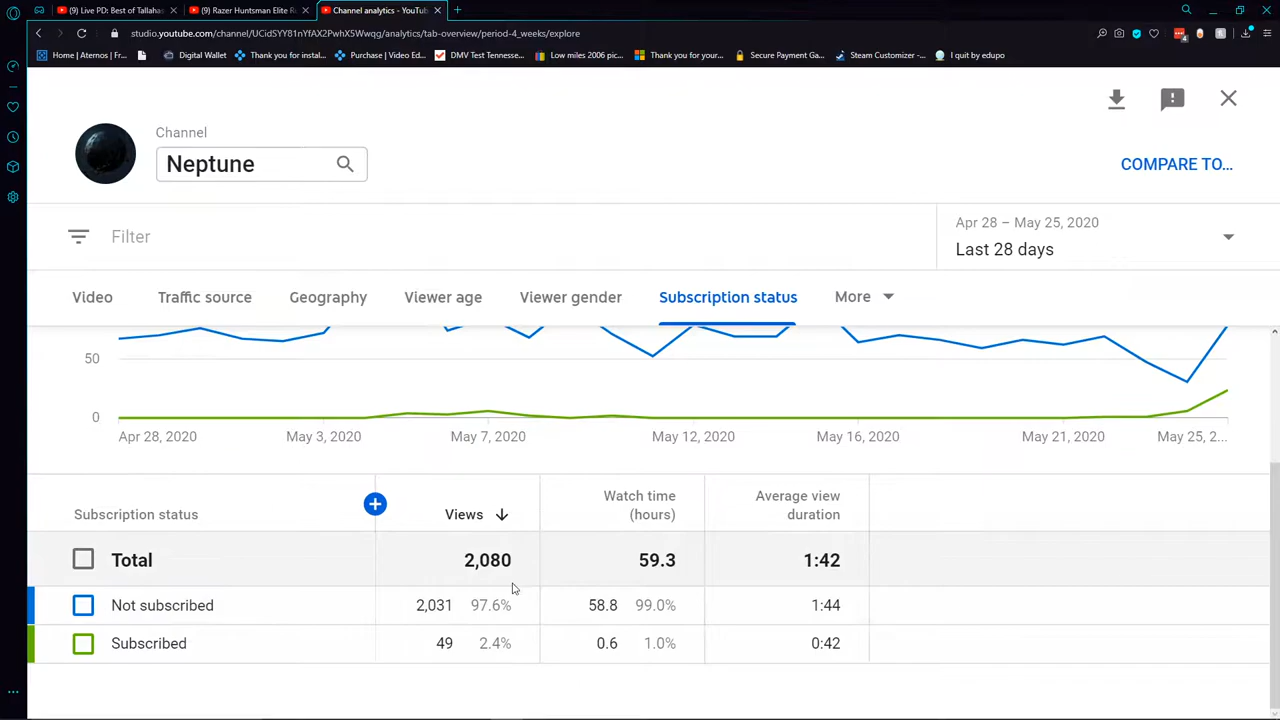 (9) Live PD: Best of Tallaha
(9) Razer Huntsman Elite R
Channel analytics - YouTub
studio.youtube.com/channel/UCidSYY81nYfAX2PwhX5Wwqg/analytics/tab-overview/period-4_weeks/explore
Home | Aternos | Fr...
Digital Wallet
Thank you for instal...
Purchase | Video Ed...
DMV Test Tennesse...
Low miles 2006 pic...
Thank you for your...
Secure Payment Ga...
Steam Customizer -...
I quit by edupo
Channel
Neptune
COMPARE TO...
Filter
Apr 28 – May 25, 2020
Last 28 days
Video
Traffic source
Geography
Viewer age
Viewer gender
Subscription status
More
50
0
Apr 28, 2020
May 3, 2020
May 7, 2020
May 12, 2020
May 16, 2020
May 21, 2020
May 25, 2...
Subscription status
Views
Watch time
(hours)
Average view
duration
Total 2,080 59.3 1:42
Not subscribed 2,031 97.6% 58.8 99.0% 1:44
Subscribed 49 2.4% 0.6 1.0% 0:42